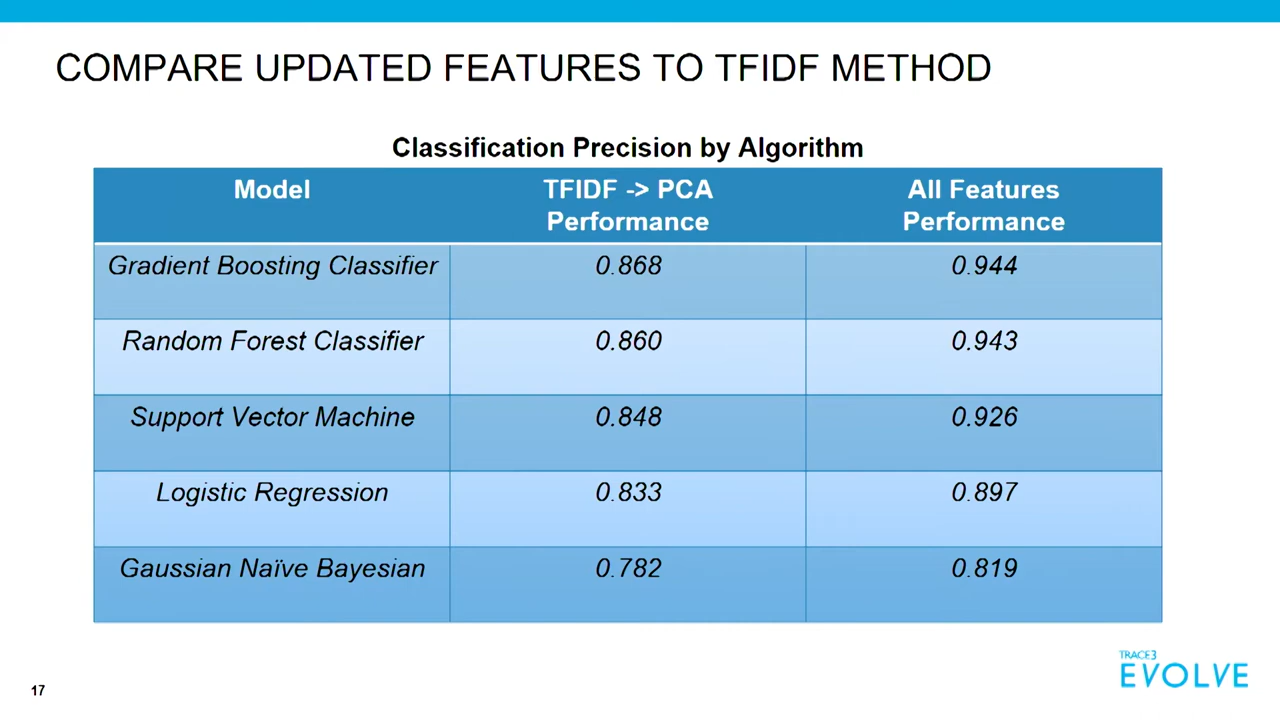 COMPARE UPDATED FEATURES TO TFIDF METHOD
Classification Precision by Algorithm
Model
TFIDF -> PCA
Performance
All Features
Performance
Gradient Boosting Classifier
0.868
0.944
Random Forest Classifier
0.860
0.943
Support Vector Machine
0.848
0.926
Logistic Regression
0.833
0.897
Gaussian Naïve Bayesian
0.782
0.819
TRACE3
EVOLVE
17